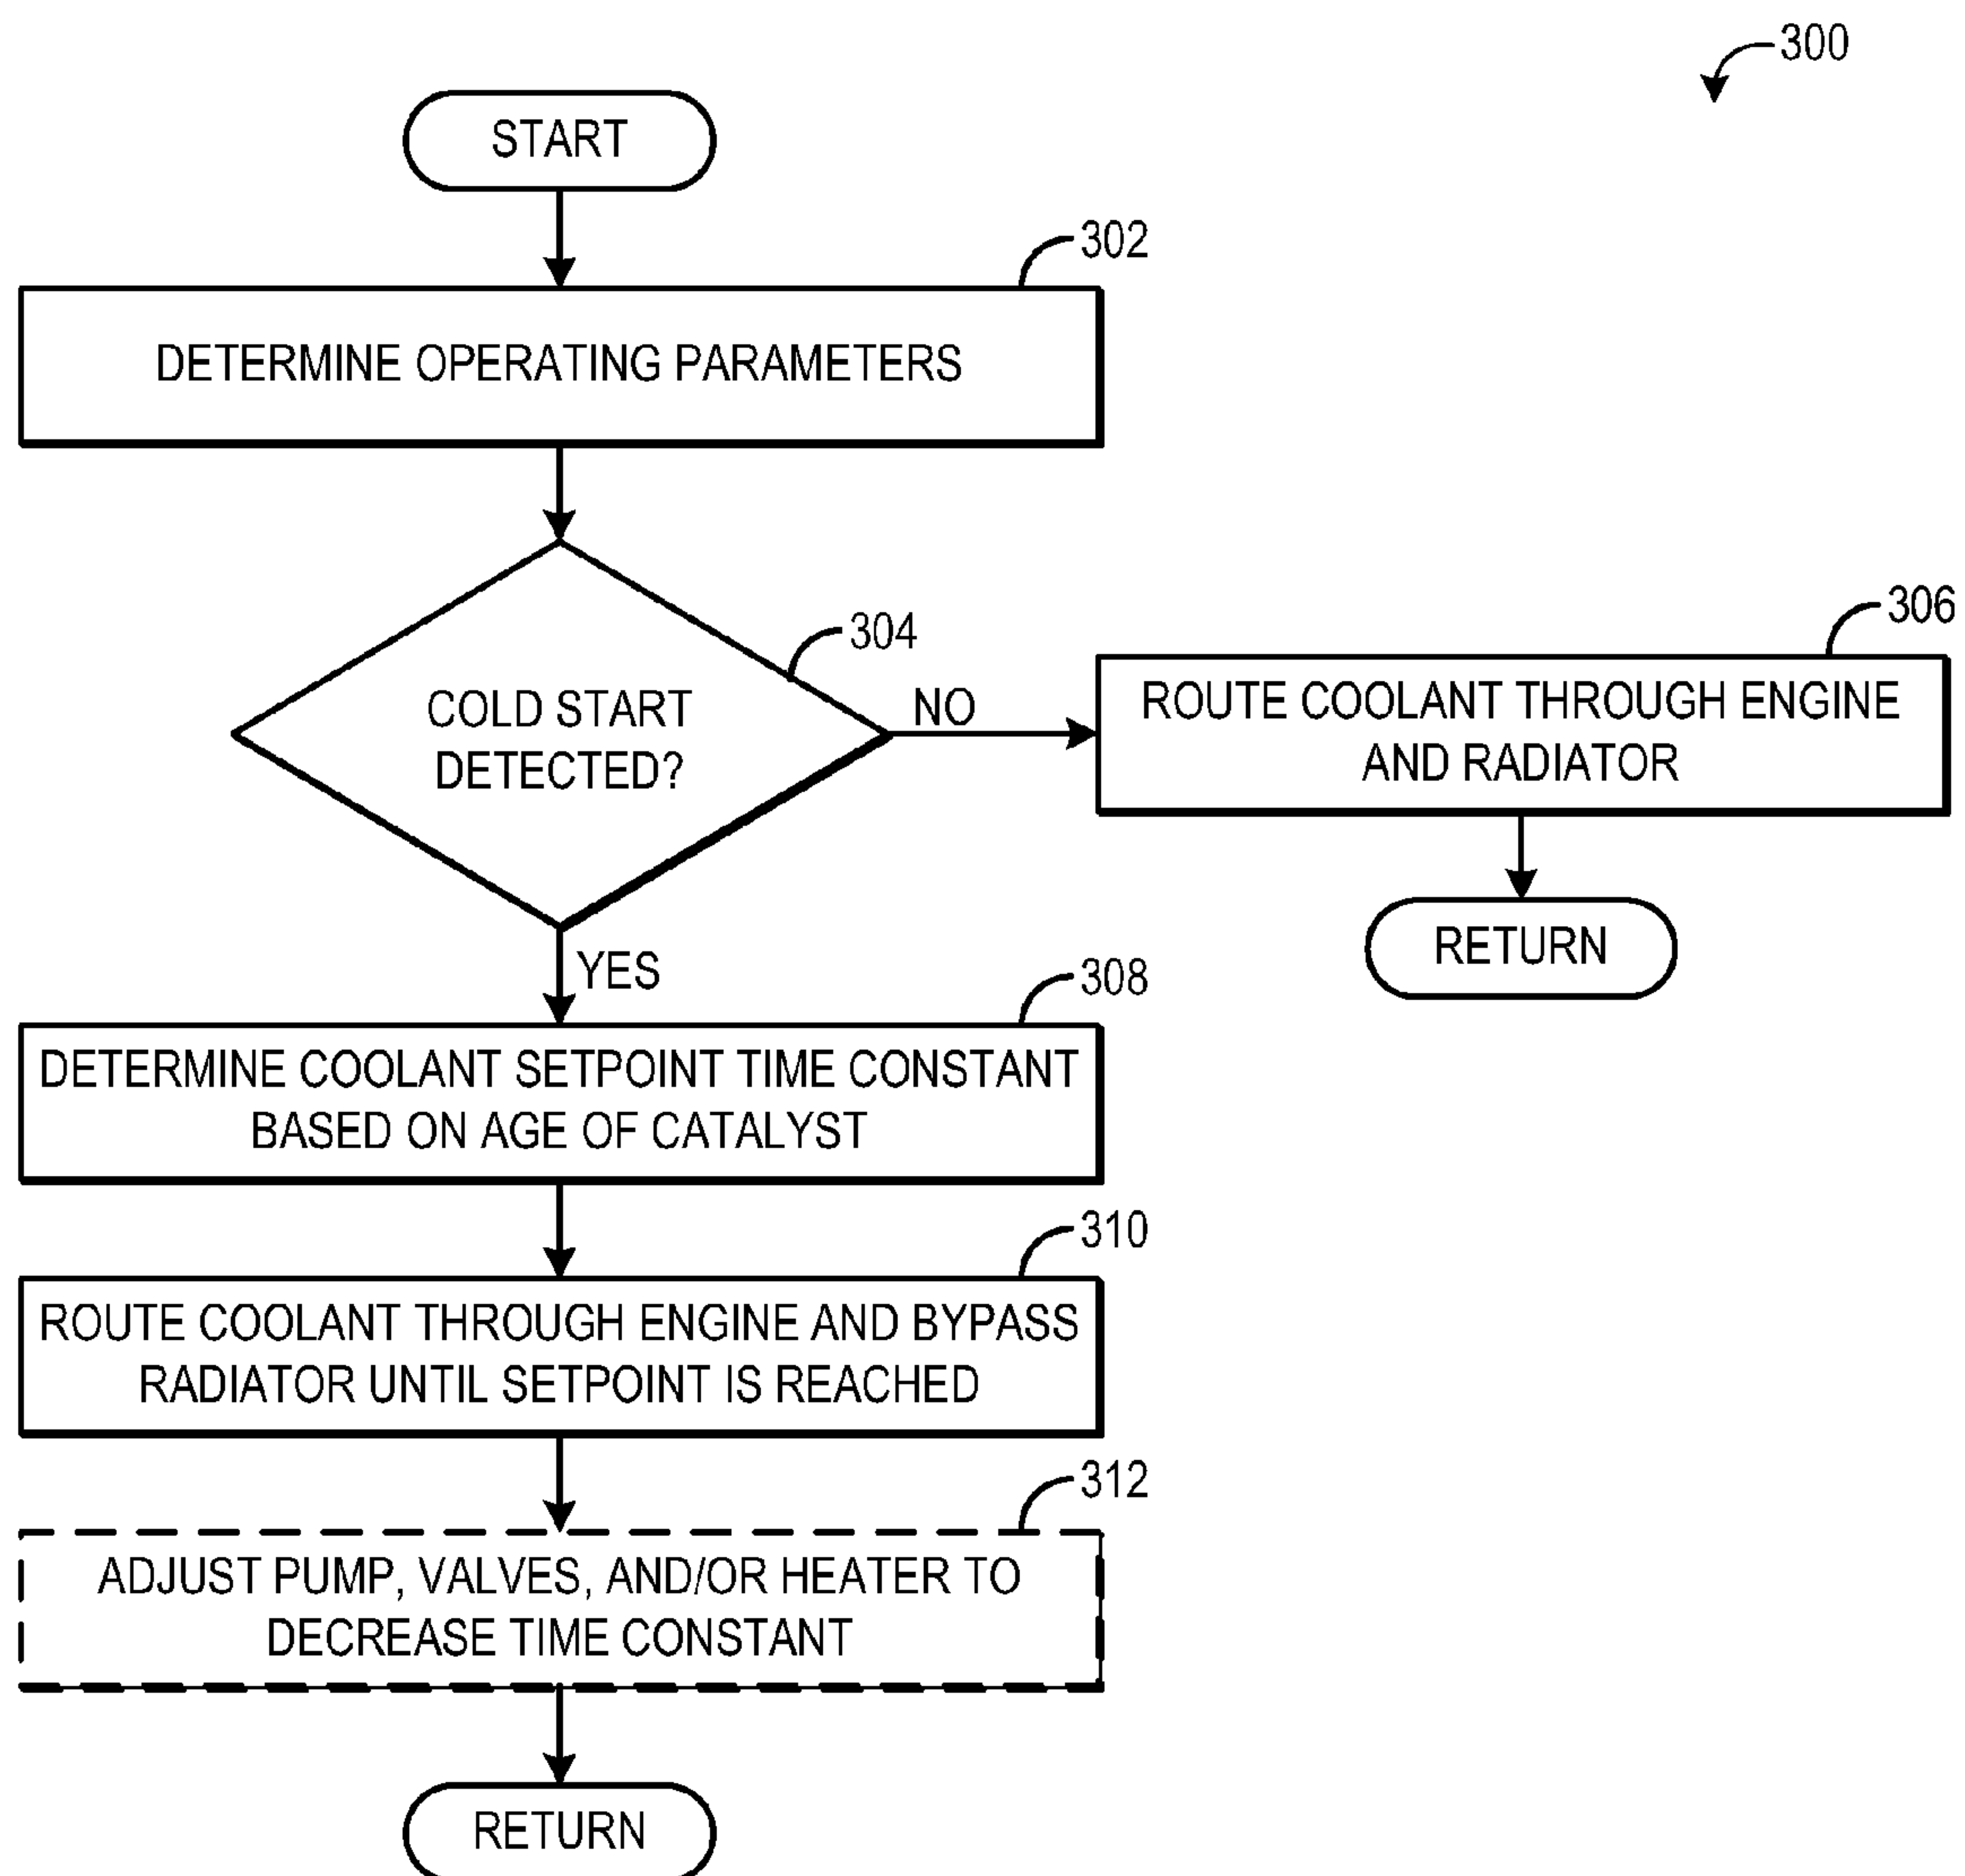 300
START
302
DETERMINE OPERATING PARAMETERS
304
COLD START
DETECTED?
NO
306
ROUTE COOLANT THROUGH ENGINE
AND RADIATOR
RETURN
YES
308
DETERMINE COOLANT SETPOINT TIME CONSTANT
BASED ON AGE OF CATALYST
310
ROUTE COOLANT THROUGH ENGINE AND BYPASS
RADIATOR UNTIL SETPOINT IS REACHED
312
ADJUST PUMP, VALVES, AND/OR HEATER TO
DECREASE TIME CONSTANT
RETURN